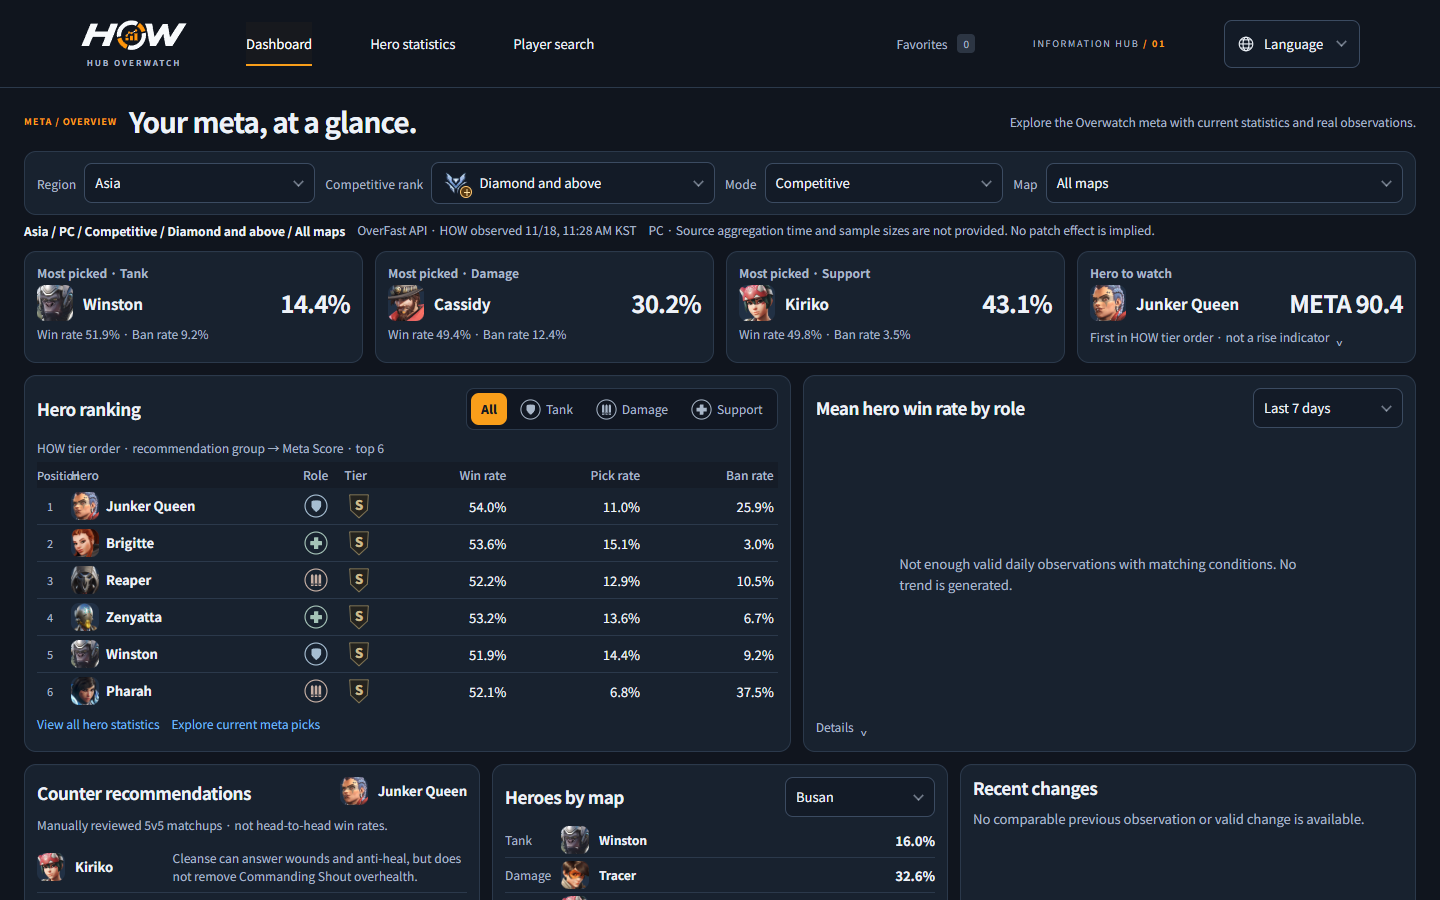 HOW
HUB OVERWATCH
Dashboard
Hero statistics
Player search
Favorites 0
INFORMATION HUB / 01
Language
META / OVERVIEW
Your meta, at a glance.
Explore the Overwatch meta with current statistics and real observations.
Region
Asia
Competitive rank
Diamond and above
Mode
Competitive
Map
All maps
Asia / PC / Competitive / Diamond and above / All maps
OverFast API · HOW observed 11/18, 11:28 AM KST
PC · Source aggregation time and sample sizes are not provided. No patch effect is implied.
Most picked · Tank
Winston
14.4%
Win rate 51.9% · Ban rate 9.2%
Most picked · Damage
Cassidy
30.2%
Win rate 49.4% · Ban rate 12.4%
Most picked · Support
Kiriko
43.1%
Win rate 49.8% · Ban rate 3.5%
Hero to watch
Junker Queen
META 90.4
First in HOW tier order · not a rise indicator
Hero ranking
All
Tank
Damage
Support
HOW tier order · recommendation group → Meta Score · top 6
Position Hero Role Tier Win rate Pick rate Ban rate
1 Junker Queen S 54.0% 11.0% 25.9%
2 Brigitte S 53.6% 15.1% 3.0%
3 Reaper S 52.2% 12.9% 10.5%
4 Zenyatta S 53.2% 13.6% 6.7%
5 Winston S 51.9% 14.4% 9.2%
6 Pharah S 52.1% 6.8% 37.5%
View all hero statistics
Explore current meta picks
Mean hero win rate by role
Last 7 days
Not enough valid daily observations with matching conditions. No
trend is generated.
Details
Counter recommendations
Junker Queen
Manually reviewed 5v5 matchups · not head-to-head win rates.
Kiriko
Cleanse can answer wounds and anti-heal, but does
not remove Commanding Shout overhealth.
Heroes by map
Busan
Tank Winston 16.0%
Damage Tracer 32.6%
Recent changes
No comparable previous observation or valid change is available.